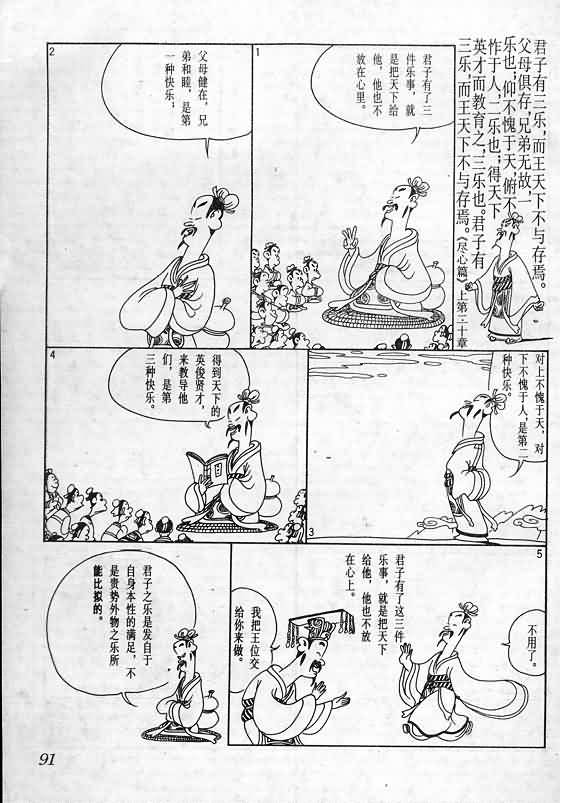 君子有三乐，而王天下不与存焉。
父母俱存，兄弟无故，一
乐也；仰不愧于天，俯不
怍于人，二乐也；得天下
英才而教育之，三乐也。君子有
三乐，而王天下不与存焉。（尽心篇·上第二十章
1
君子有了三
件乐事，就
是把天下给
他，他也不
放在心里。
2
父母健在，兄
弟和睦，是第
一种快乐；
3
对上不愧于天，对
下不愧于人，是第二
种快乐。
4
得到天下的
英俊贤才，
来教导他
们，是第
三种快乐。
5
不用了。
君子有了这三件
乐事，就是把天下
给他，他也不放
在心上。
我把王位交
给你来做。
君子之乐是发自于
自身本性的满足，不
是贵势外物之乐所
能比拟的。
91